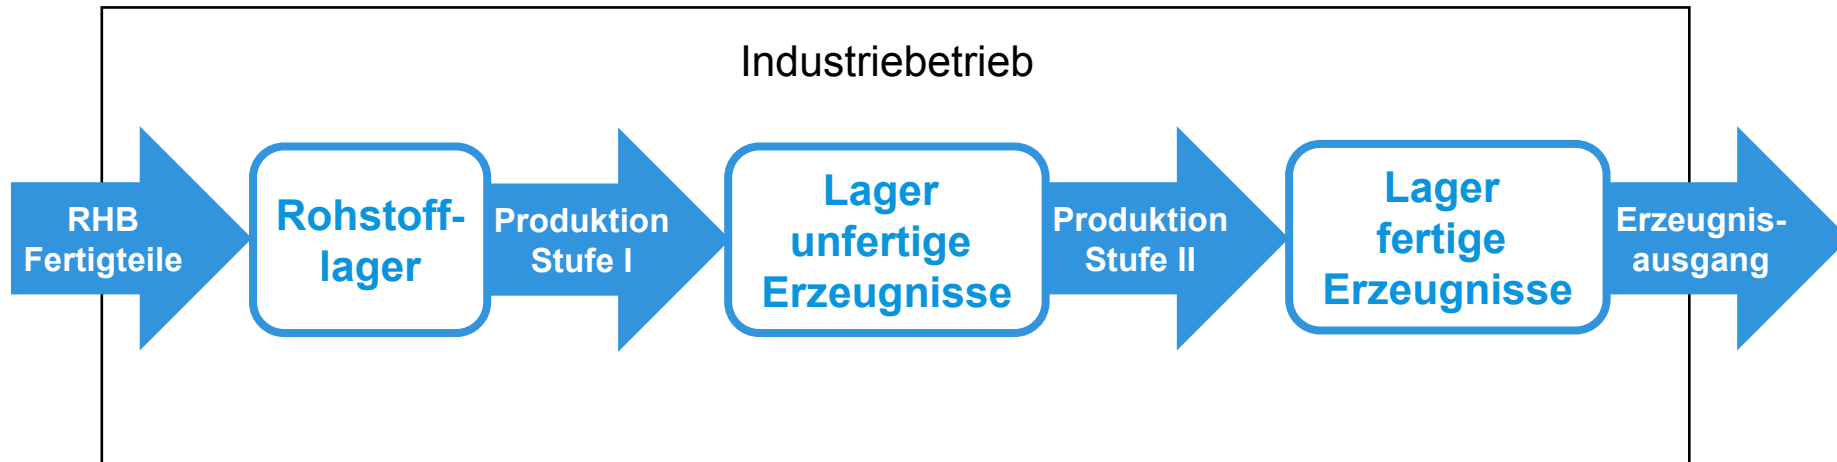 Industriebetrieb
RHB
Fertigteile
Rohstoff-
lager
Produktion
Stufe I
Lager
unfertige
Erzeugnisse
Produktion
Stufe II
Lager
fertige
Erzeugnisse
Erzeugnis-
ausgang